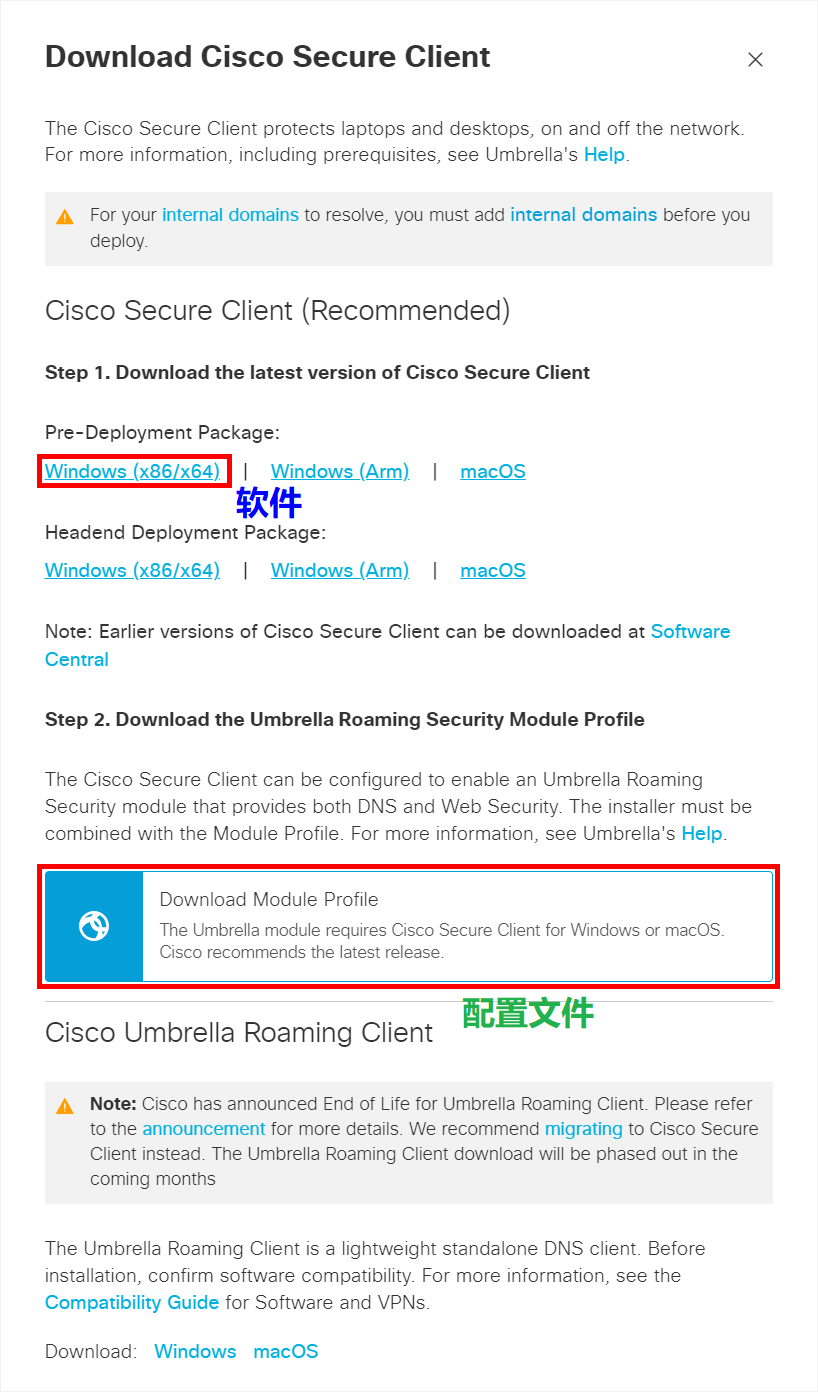 Download Cisco Secure Client
The Cisco Secure Client protects laptops and desktops, on and off the network.
For more information, including prerequisites, see Umbrella's Help.
For your internal domains to resolve, you must add internal domains before you
deploy.
Cisco Secure Client (Recommended)
Step 1. Download the latest version of Cisco Secure Client
Pre-Deployment Package:
Windows (x86/x64) | Windows (Arm) | macOS
软件
Headend Deployment Package:
Windows (x86/x64) | Windows (Arm) | macOS
Note: Earlier versions of Cisco Secure Client can be downloaded at Software
Central
Step 2. Download the Umbrella Roaming Security Module Profile
The Cisco Secure Client can be configured to enable an Umbrella Roaming
Security module that provides both DNS and Web Security. The installer must be
combined with the Module Profile. For more information, see Umbrella's Help.
Download Module Profile
The Umbrella module requires Cisco Secure Client for Windows or macOS.
Cisco recommends the latest release.
配置文件
Cisco Umbrella Roaming Client
Note: Cisco has announced End of Life for Umbrella Roaming Client. Please refer
to the announcement for more details. We recommend migrating to Cisco Secure
Client instead. The Umbrella Roaming Client download will be phased out in the
coming months
The Umbrella Roaming Client is a lightweight standalone DNS client. Before
installation, confirm software compatibility. For more information, see the
Compatibility Guide for Software and VPNs.
Download: Windows macOS